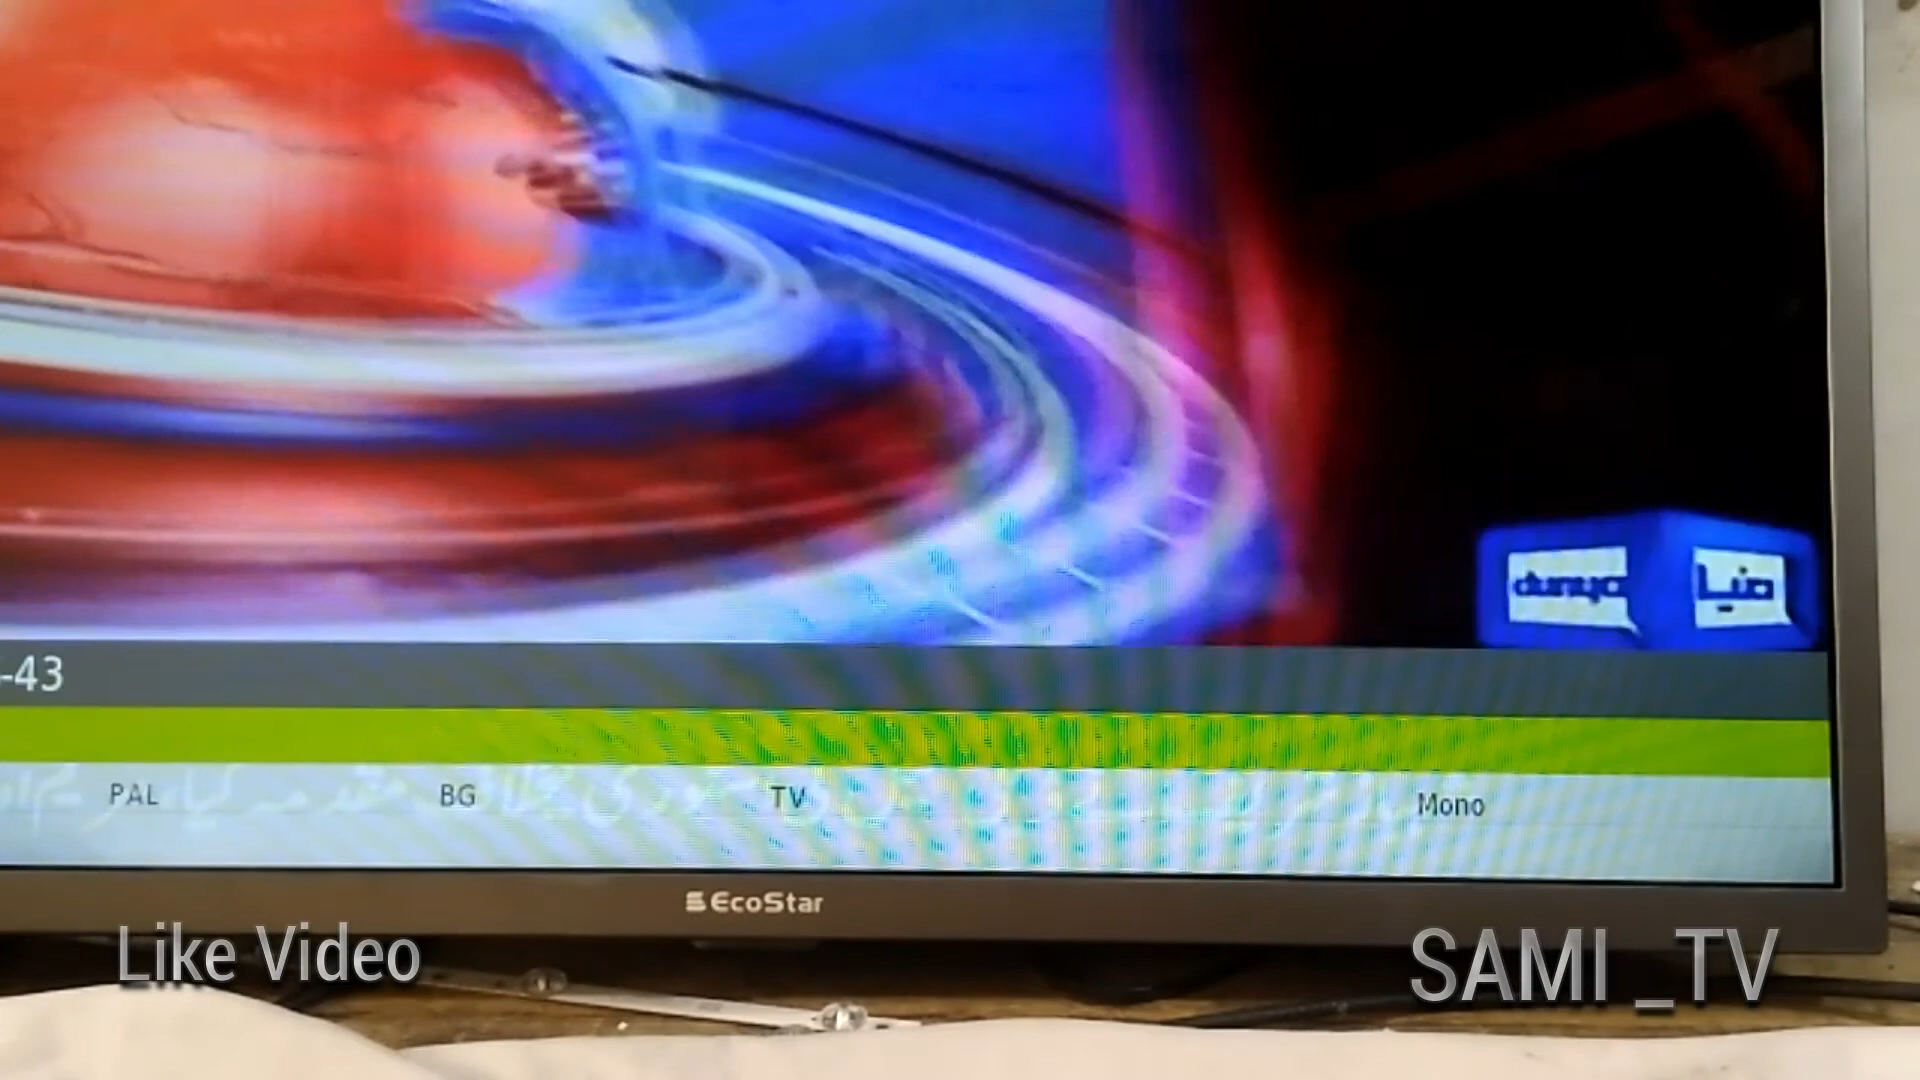 dunya دنیا
-43
PAL BG TV Mono
EcoStar
Like Video SAMI _TV